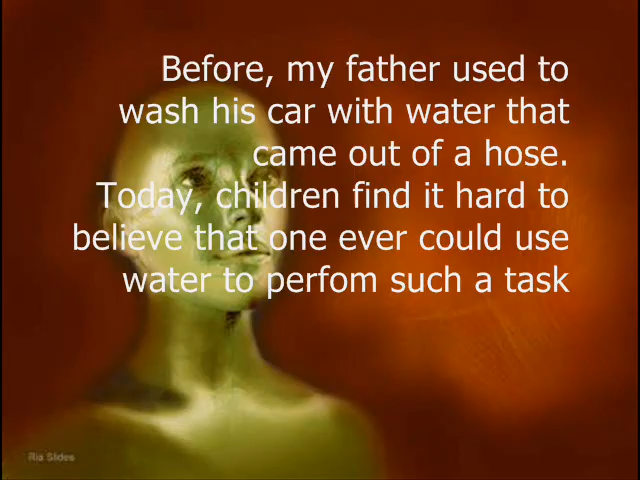 Before, my father used to
wash his car with water that
came out of a hose.
Today, children find it hard to
believe that one ever could use
water to perfom such a task
Ria Slides